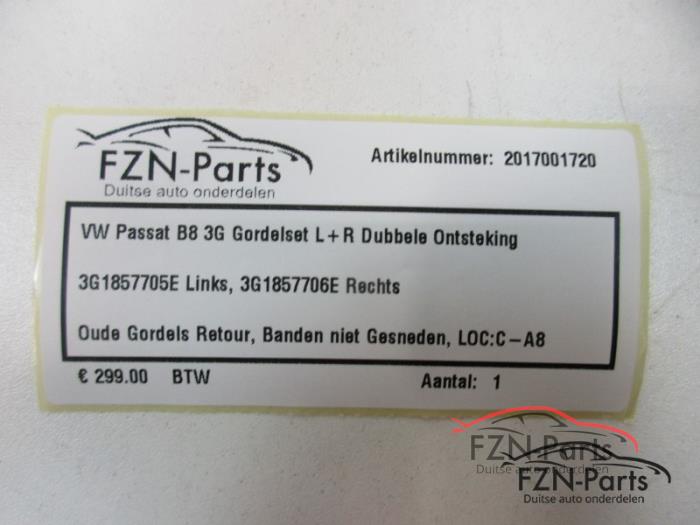 FZN-Parts
Duitse auto onderdelen
Artikelnummer: 2017001720
VW Passat B8 3G Gordelset L+R Dubbele Ontsteking
3G1857705E Links, 3G1857706E Rechts
Oude Gordels Retour, Banden niet Gesneden, LOC:C-A8
€ 299.00 BTW
Aantal: 1
FZN-Parts
Duitse auto onderdelen
FZN-Parts
Duitse auto onderdelen